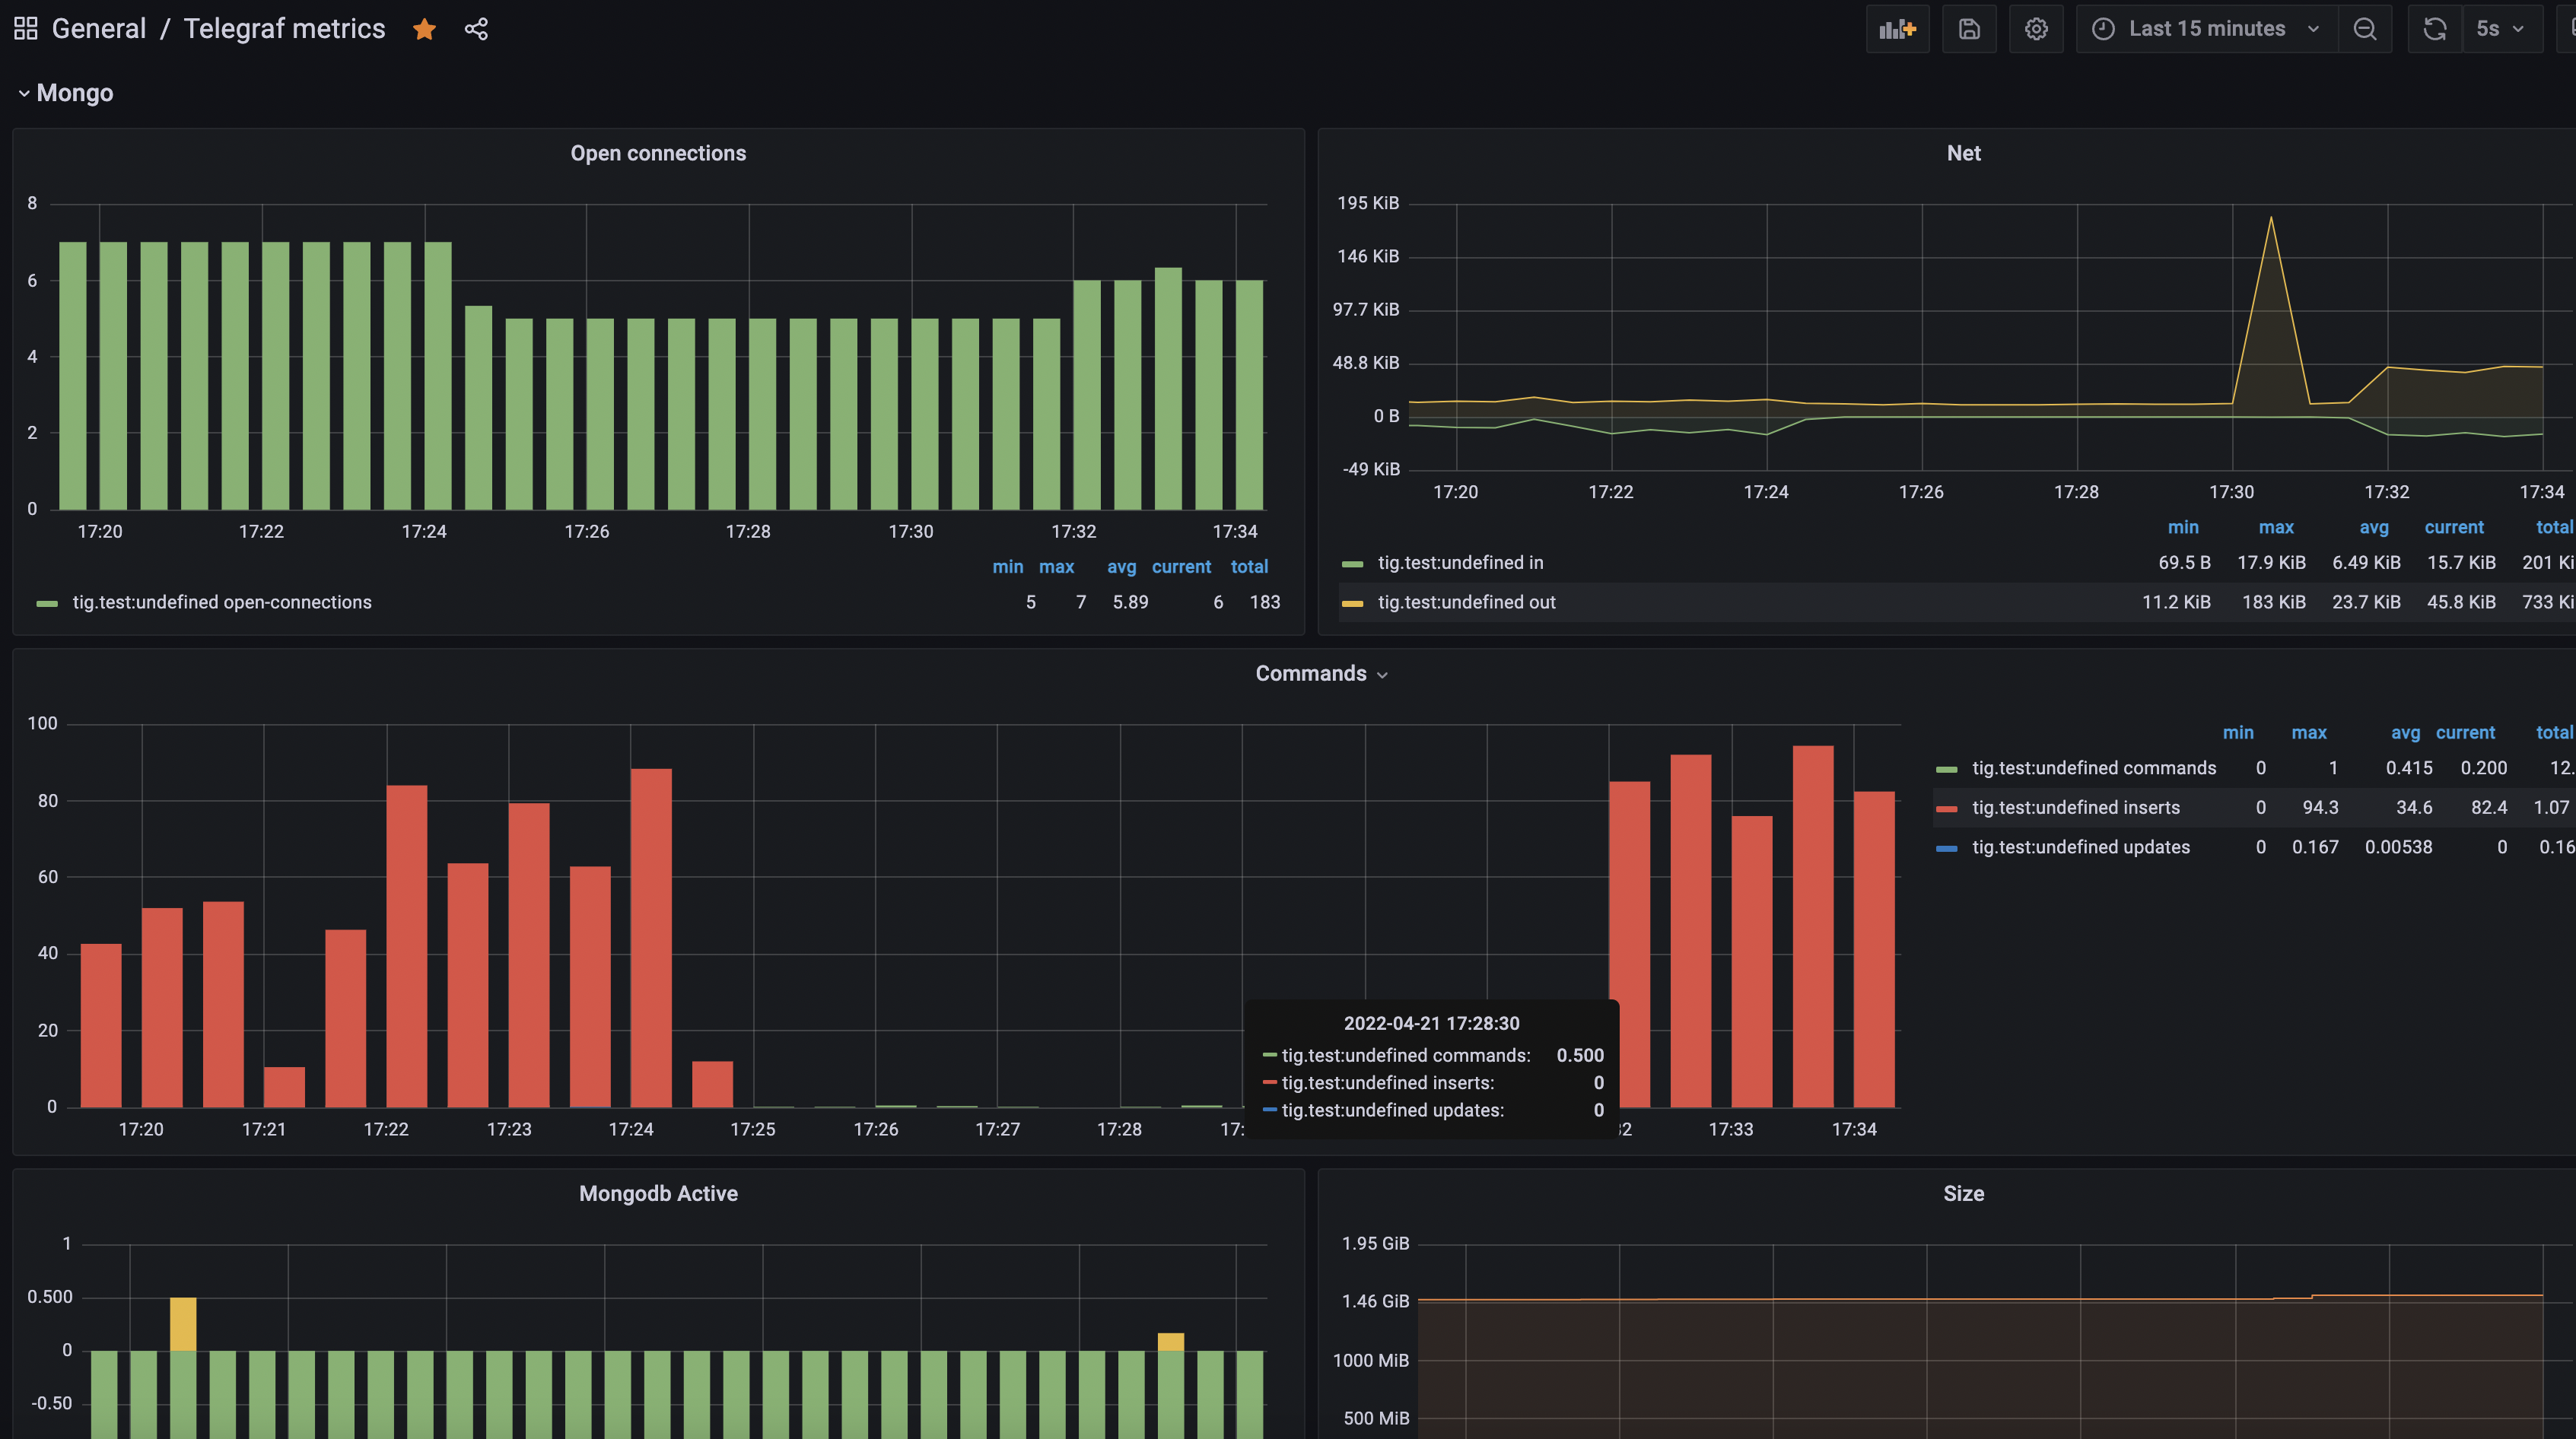 General / Telegraf metrics
Last 15 minutes
5s
Mongo
Open connections
8
6
4
2
0
17:20 17:22 17:24 17:26 17:28 17:30 17:32 17:34
min max avg current total
tig.test:undefined open-connections 5 7 5.89 6 183
Net
195 KiB
146 KiB
97.7 KiB
48.8 KiB
0 B
-49 KiB
17:20 17:22 17:24 17:26 17:28 17:30 17:32 17:34
min max avg current total
tig.test:undefined in 69.5 B 17.9 KiB 6.49 KiB 15.7 KiB 201 Ki
tig.test:undefined out 11.2 KiB 183 KiB 23.7 KiB 45.8 KiB 733 Ki
Commands
100
80
60
40
20
0
17:20 17:21 17:22 17:23 17:24 17:25 17:26 17:27 17:28 17: 32 17:33 17:34
2022-04-21 17:28:30
tig.test:undefined commands: 0.500
tig.test:undefined inserts: 0
tig.test:undefined updates: 0
min max avg current total
tig.test:undefined commands 0 1 0.415 0.200 12.
tig.test:undefined inserts 0 94.3 34.6 82.4 1.07
tig.test:undefined updates 0 0.167 0.00538 0 0.16
Mongodb Active
1
0.500
0
-0.50
Size
1.95 GiB
1.46 GiB
1000 MiB
500 MiB